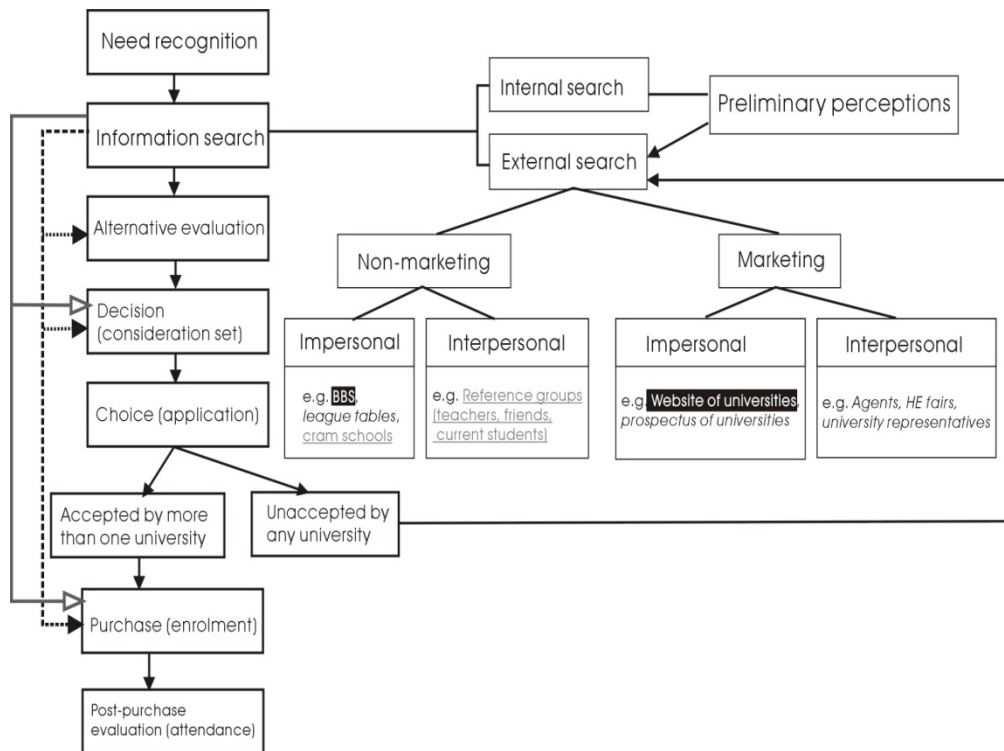 Need recognition
Information search
Alternative evaluation
Decision
(consideration set)
Choice (application)
Accepted by more
than one university
Unaccepted by
any university
Purchase (enrolment)
Post-purchase
evaluation (attendance)
Internal search
External search
Preliminary perceptions
Non-marketing
Marketing
Impersonal
e.g. BBS,
league tables,
cram schools
Interpersonal
e.g. Reference groups
(teachers, friends,
current students)
Impersonal
e.g. Website of universities,
prospectus of universities
Interpersonal
e.g. Agents, HE fairs,
university representatives